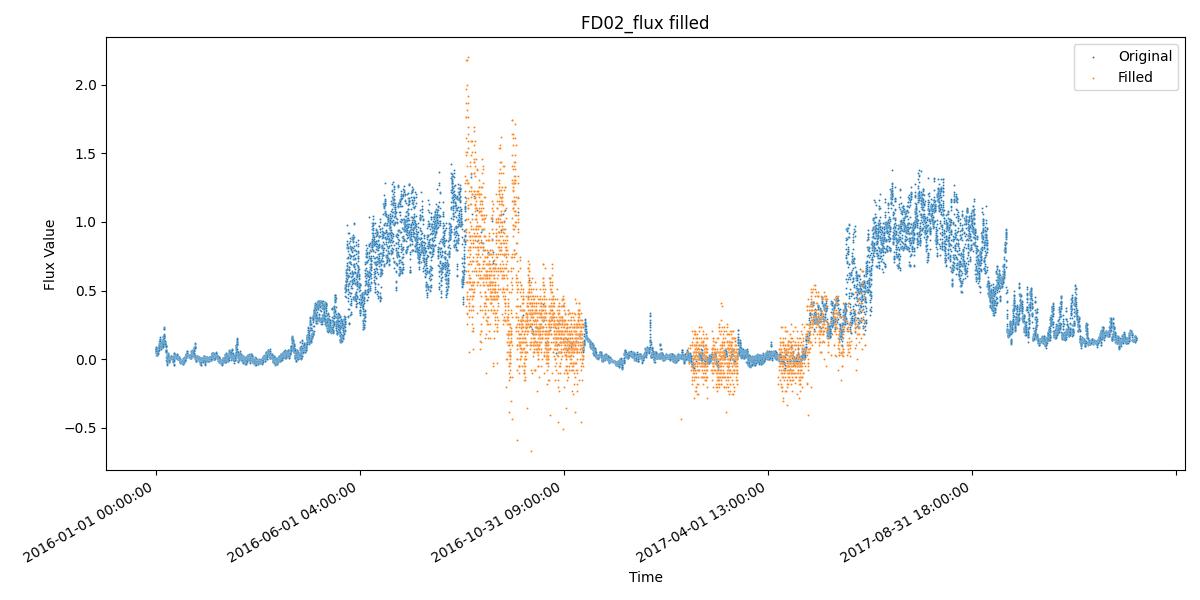 FD02_flux filled
Original
Filled
Flux Value
2.0
1.5
1.0
0.5
0.0
−0.5
2016-01-01 00:00:00
2016-06-01 04:00:00
2016-10-31 09:00:00
2017-04-01 13:00:00
2017-08-31 18:00:00
Time